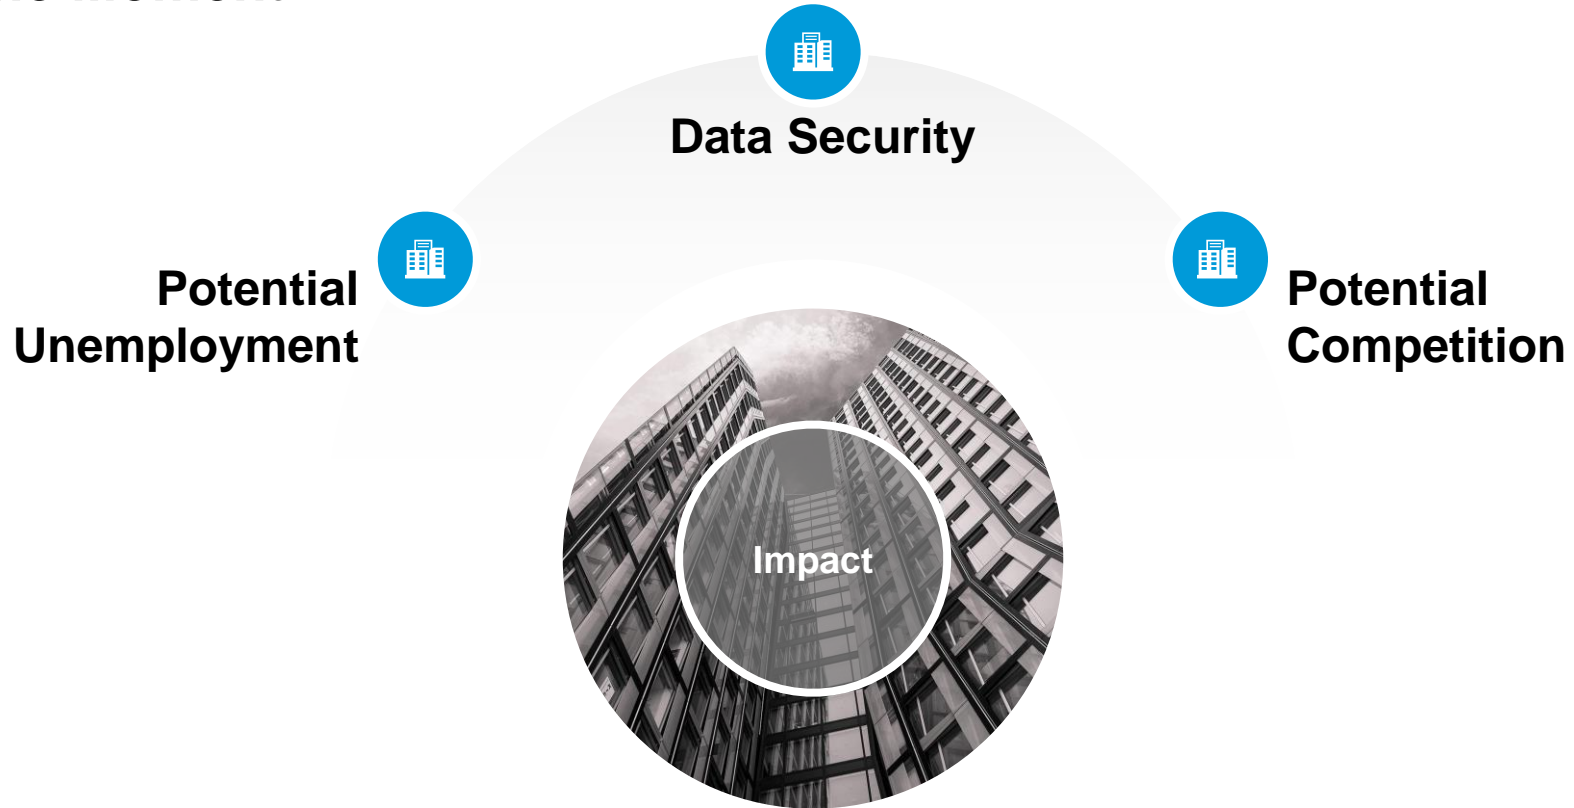 Data Security
Potential
Unemployment
Potential
Competition
Impact